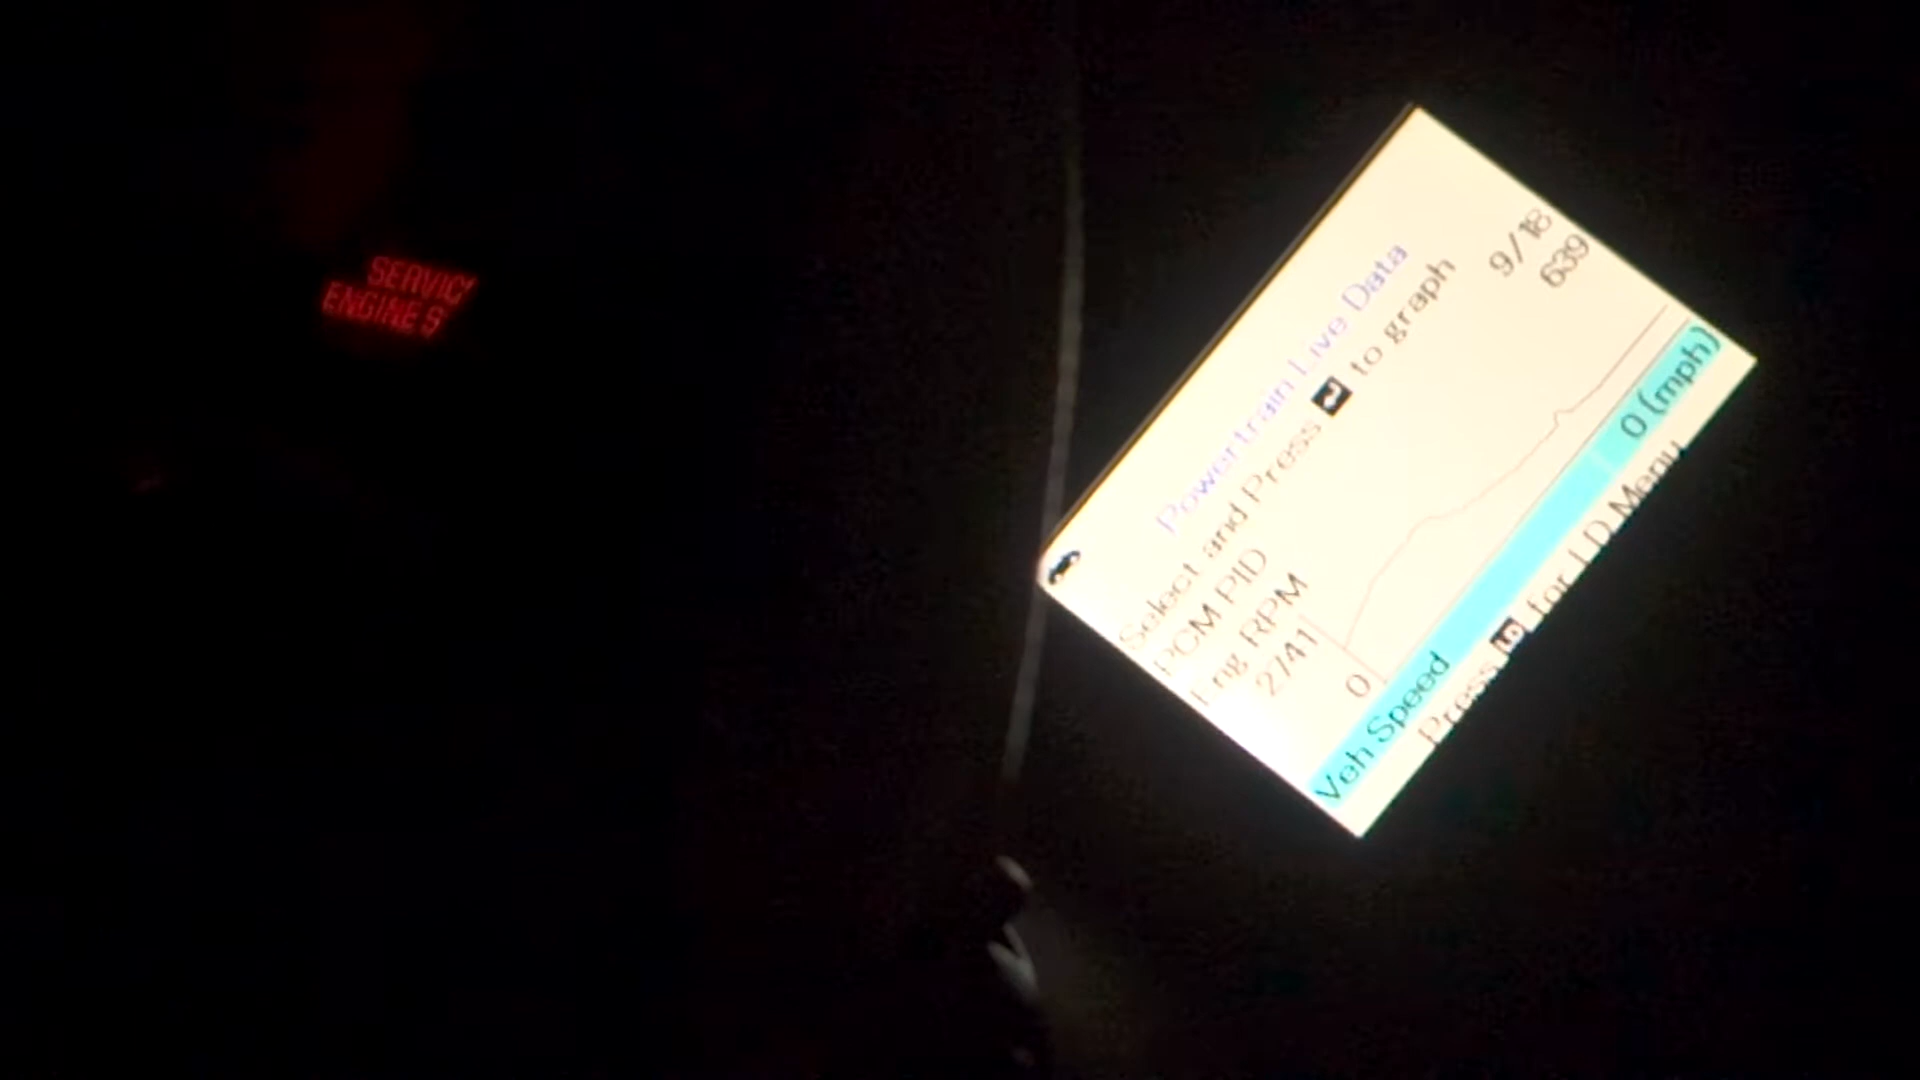 SERVIC
ENGINE S
Powertrain Live Data
Select and Press to graph
PCM PID 9/18
Eng RPM 639
2741
0
Veh Speed 0(mph)
Press for LD Menu